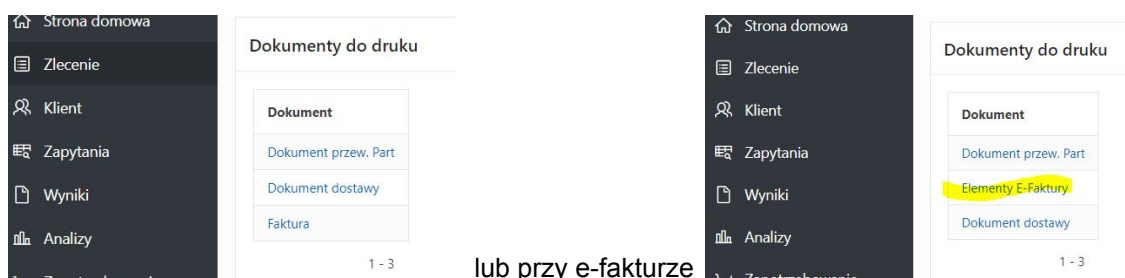 Strona domowa
Zlecenie
Klient
Zapytania
Wyniki
Analizy
Dokumenty do druku
Dokument
Dokument przew. Part
Dokument dostawy
Faktura
1 - 3
lub przy e-fakturze
Strona domowa
Zlecenie
Klient
Zapytania
Wyniki
Analizy
Dokumenty do druku
Dokument
Dokument przew. Part
Elementy E-Faktury
Dokument dostawy
1 - 3